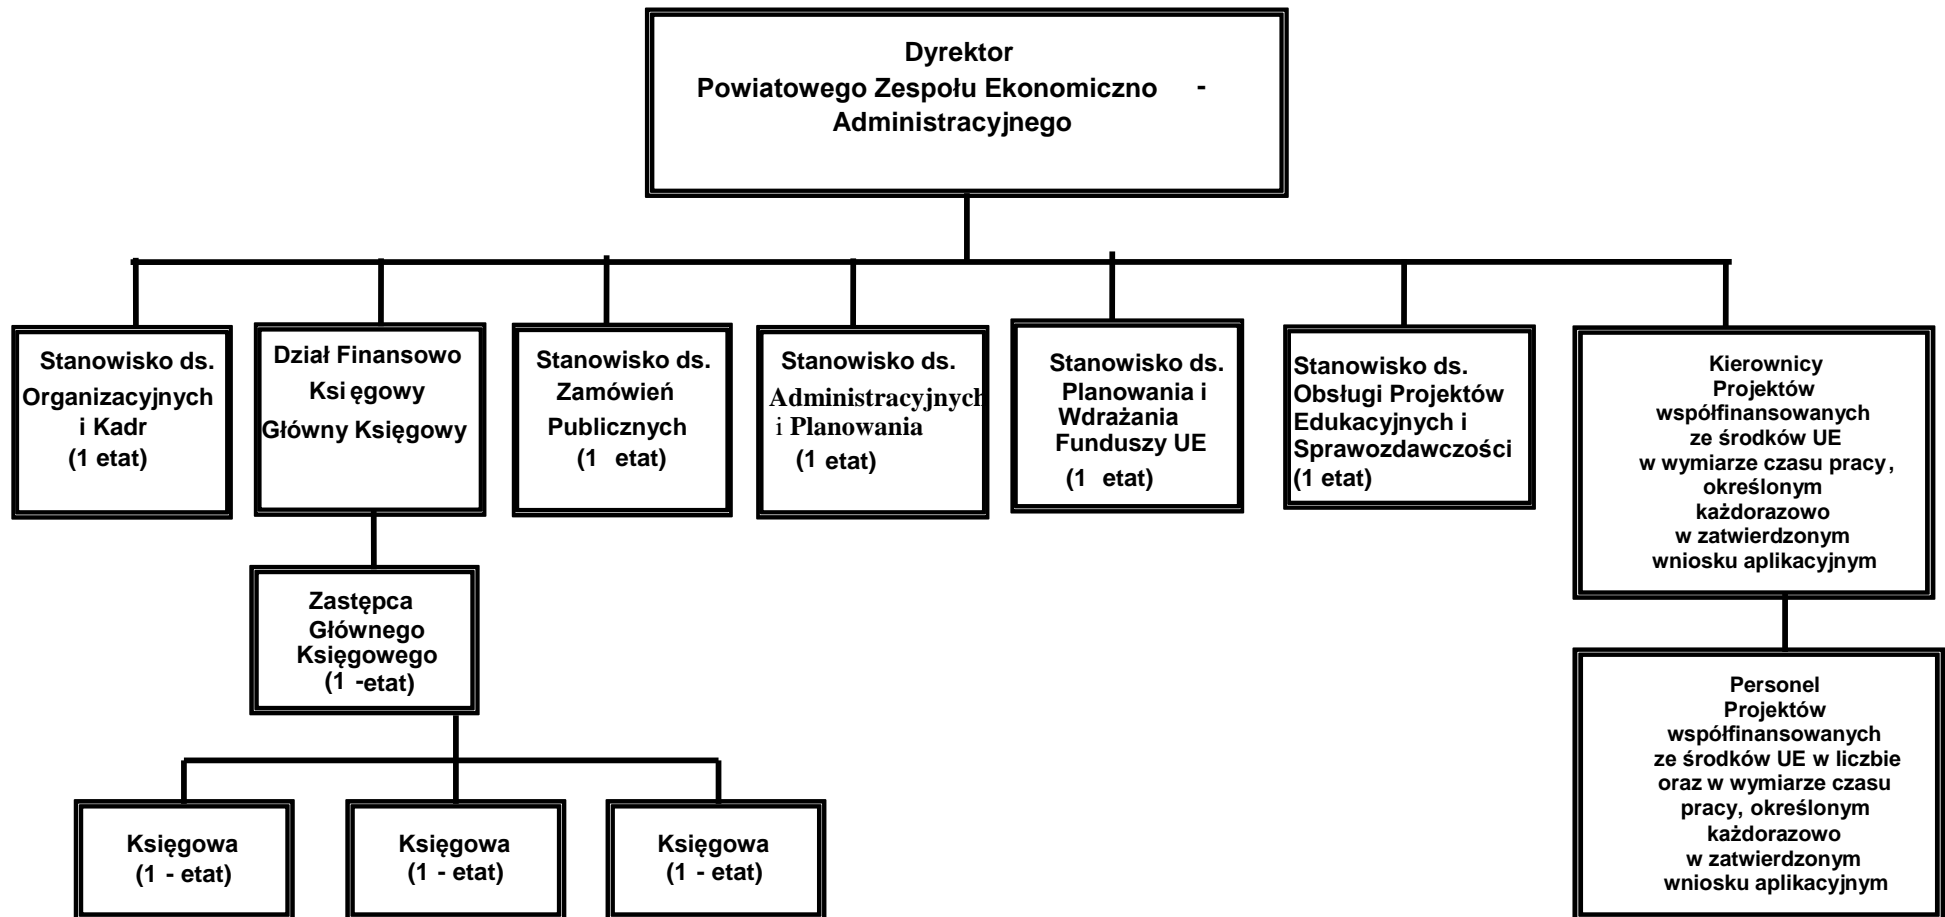 Dyrektor
Powiatowego Zespołu Ekonomiczno -
Administracyjnego
Stanowisko ds.
Organizacyjnych
i Kadr
(1 etat)
Dział Finansowo
Księgowy
Główny Księgowy
Stanowisko ds.
Zamówień
Publicznych
(1 etat)
Stanowisko ds.
Administracyjnych
i Planowania
(1 etat)
Stanowisko ds.
Planowania i
Wdrażania
Funduszy UE
(1 etat)
Stanowisko ds.
Obsługi Projektów
Edukacyjnych i
Sprawozdawczości
(1 etat)
Kierownicy
Projektów
współfinansowanych
ze środków UE
w wymiarze czasu pracy,
określonym
każdorazowo
w zatwierdzonym
wniosku aplikacyjnym
Zastępca
Głównego
Księgowego
(1 -etat)
Personel
Projektów
współfinansowanych
ze środków UE w liczbie
oraz w wymiarze czasu
pracy, określonym
każdorazowo
w zatwierdzonym
wniosku aplikacyjnym
Księgowa
(1 - etat)
Księgowa
(1 - etat)
Księgowa
(1 - etat)